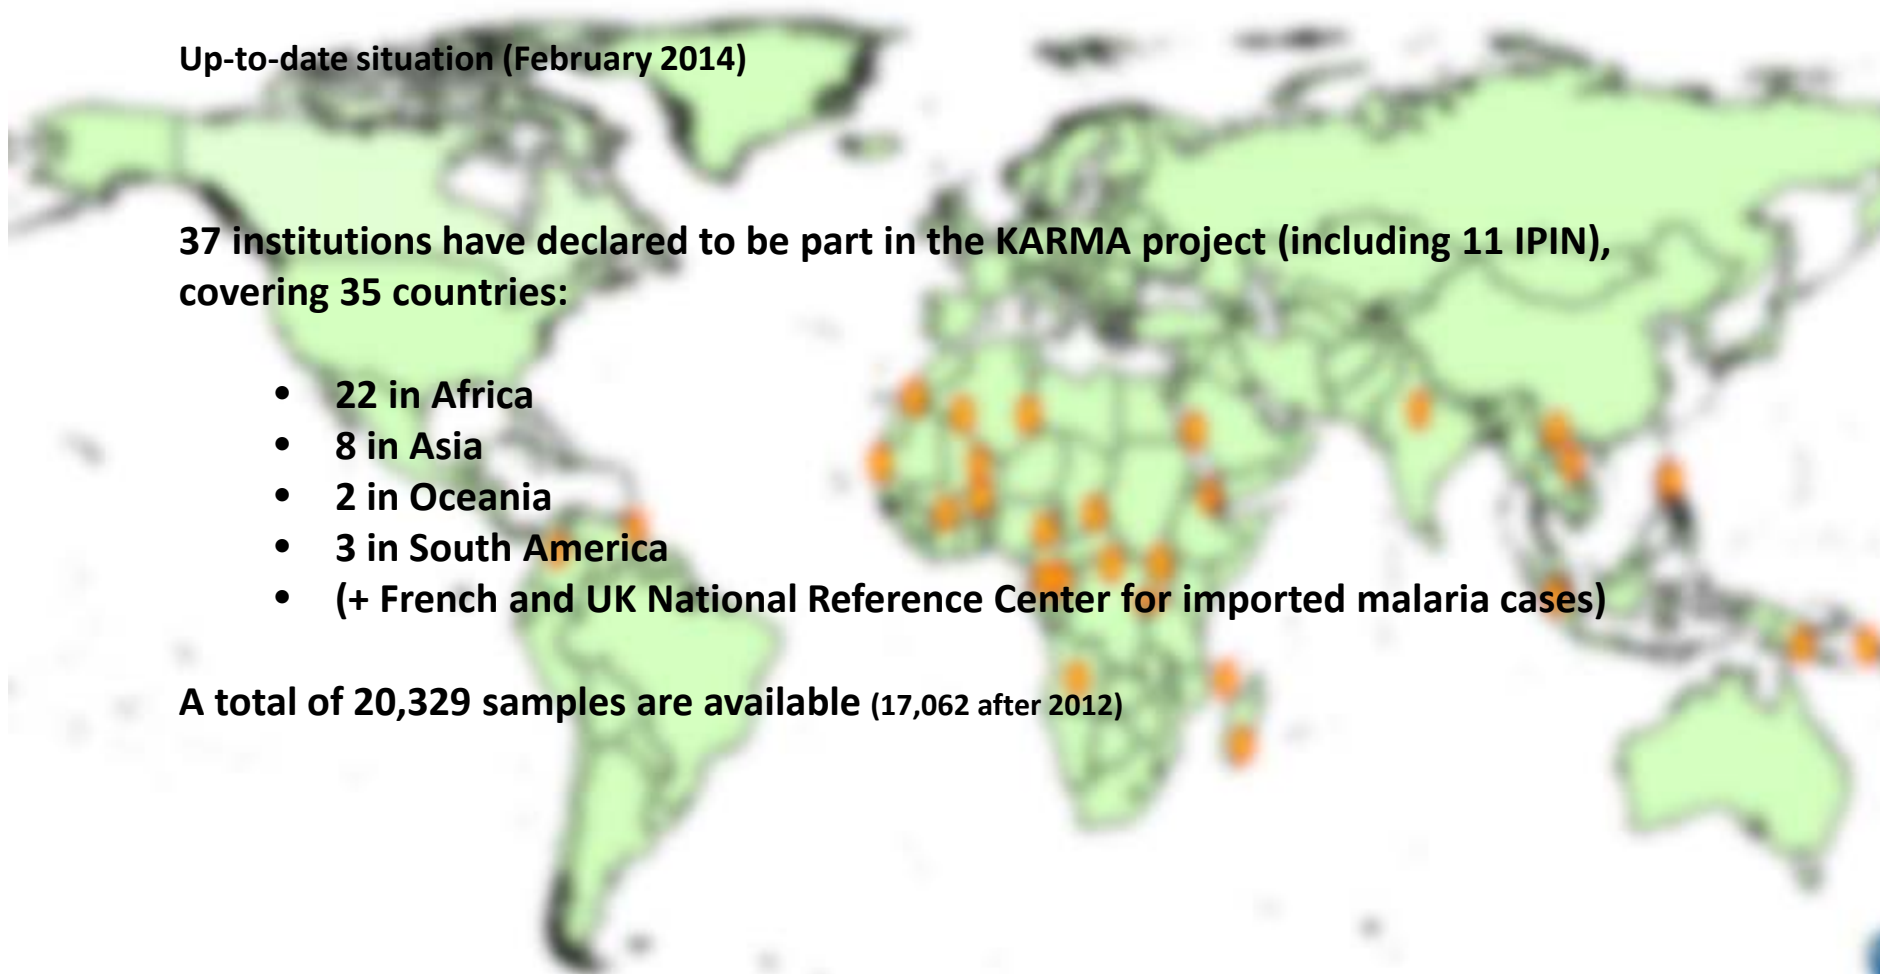 Up-to-date situation (February 2014)
37 institutions have declared to be part in the KARMA project (including 11 IPIN),
covering 35 countries:
• 22 in Africa
• 8 in Asia
• 2 in Oceania
• 3 in South America
• (+ French and UK National Reference Center for imported malaria cases)
A total of 20,329 samples are available (17,062 after 2012)